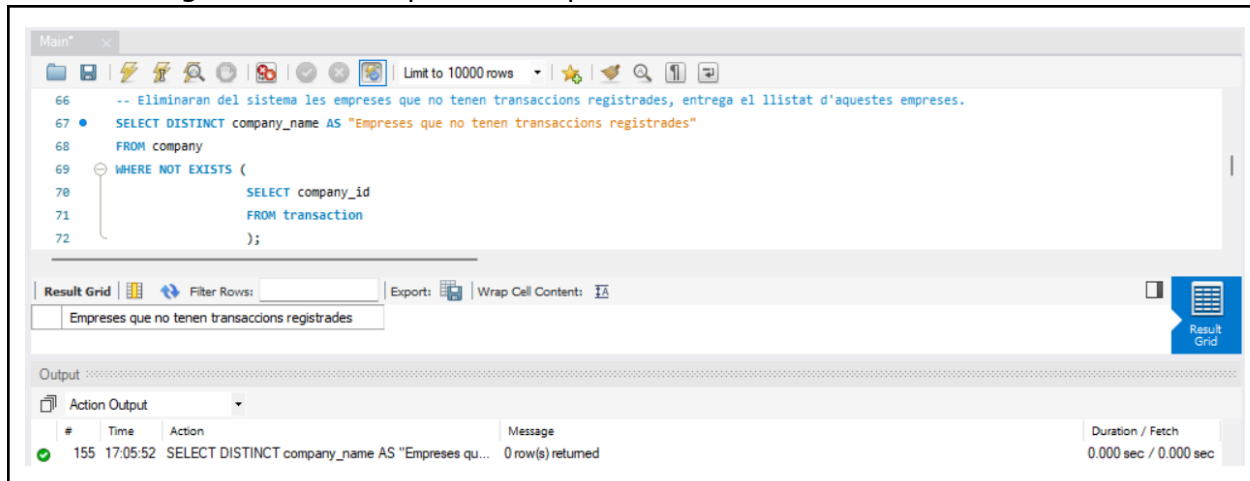 Main*
Limit to 10000 rows
66 -- Eliminaran del sistema les empreses que no tenen transaccions registrades, entrega el llistat d'aquestes empreses.
67 SELECT DISTINCT company_name AS "Empreses que no tenen transaccions registrades"
68 FROM company
69 WHERE NOT EXISTS (
70 SELECT company_id
71 FROM transaction
72 );
Result Grid Filter Rows: Export: Wrap Cell Content:
Empreses que no tenen transaccions registrades
Result
Grid
Output
Action Output
# Time Action Message Duration / Fetch
155 17:05:52 SELECT DISTINCT company_name AS "Empreses qu... 0 row(s) returned 0.000 sec / 0.000 sec